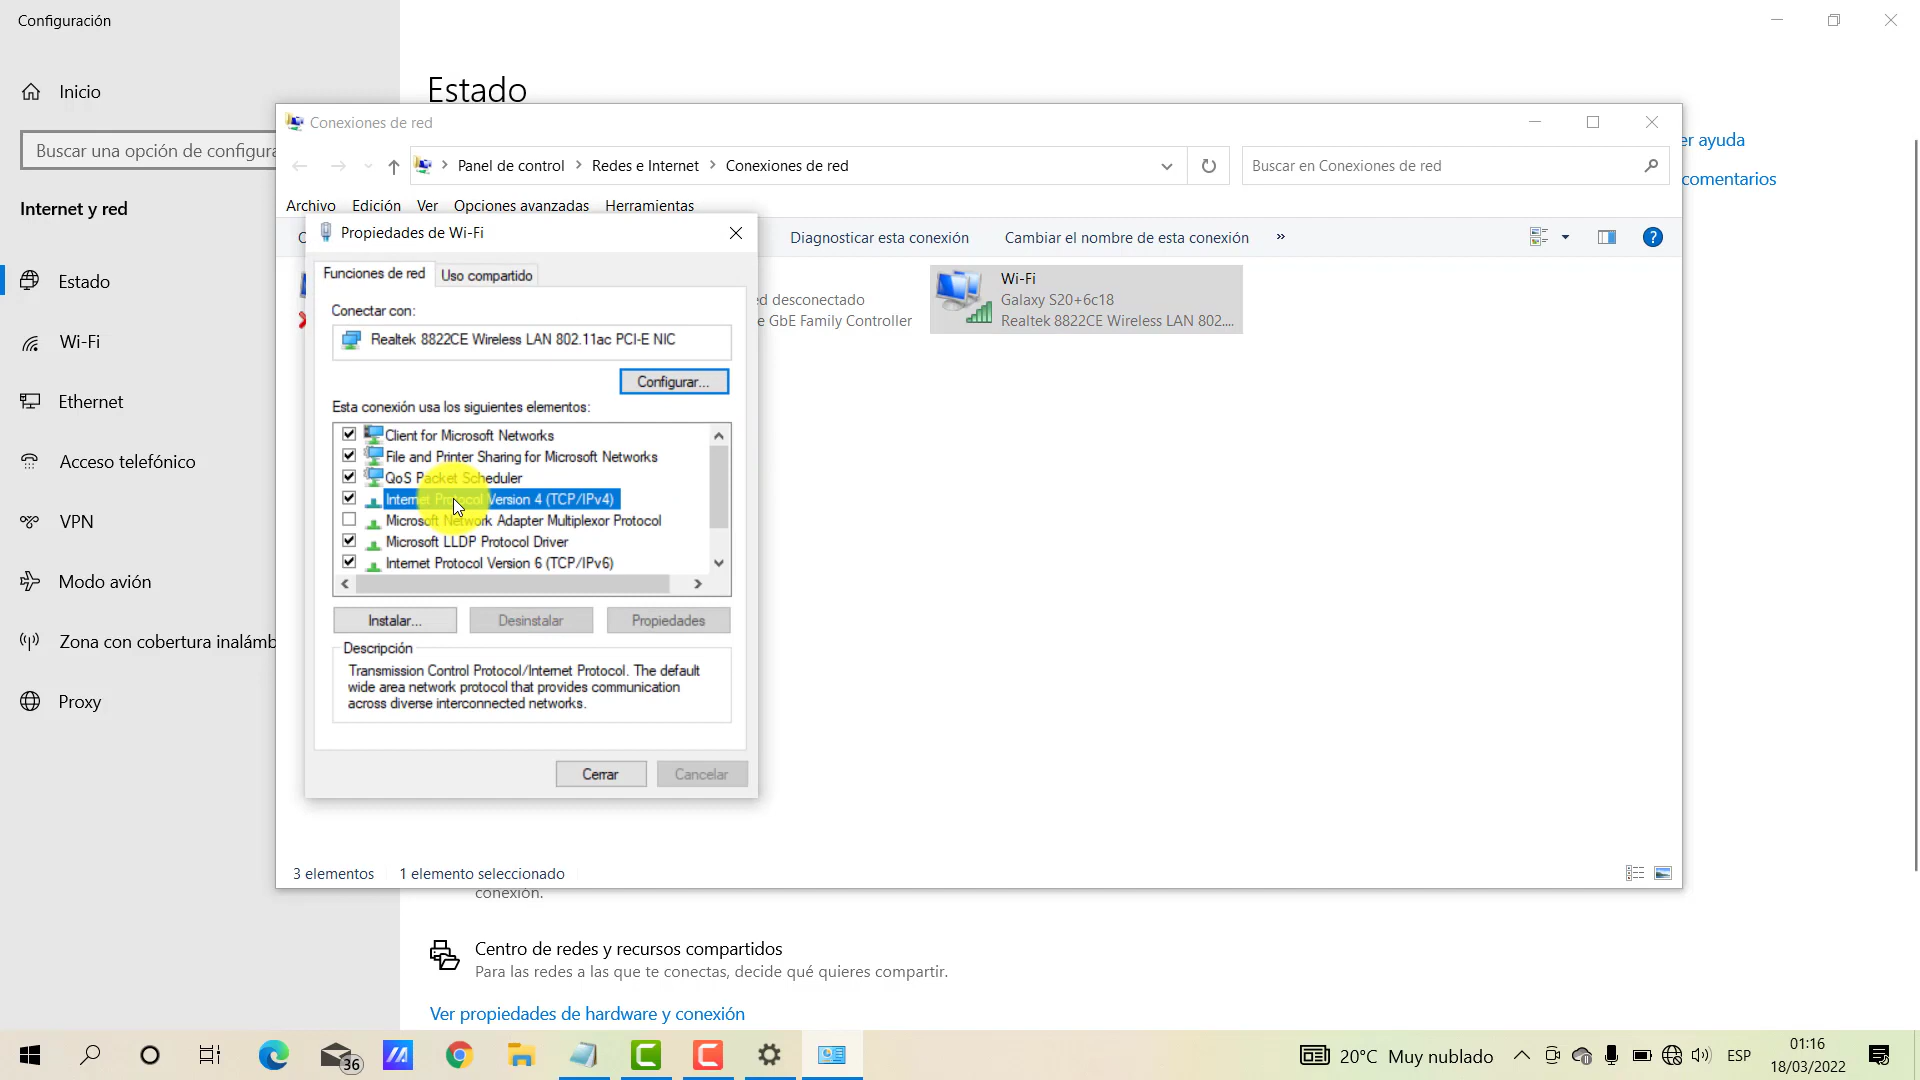 Configuración
Inicio
Buscar una opción de configura
Internet y red
Estado
Wi-Fi
Ethernet
Acceso telefónico
VPN
Modo avión
Zona con cobertura inalámb
Proxy
Estado
er ayuda
comentarios
Conexiones de red
Panel de control > Redes e Internet > Conexiones de red
Buscar en Conexiones de red
Archivo Edición Ver Opciones avanzadas Herramientas
Diagnosticar esta conexión Cambiar el nombre de esta conexión »
ed desconectado
e GbE Family Controller
Wi-Fi
Galaxy S20+6c18
Realtek 8822CE Wireless LAN 802....
Propiedades de Wi-Fi
Funciones de red Uso compartido
Conectar con:
Realtek 8822CE Wireless LAN 802.11ac PCI-E NIC
Configurar...
Esta conexión usa los siguientes elementos:
Client for Microsoft Networks
File and Printer Sharing for Microsoft Networks
QoS Packet Scheduler
Internet Protocol Version 4 (TCP/IPv4)
Microsoft Network Adapter Multiplexor Protocol
Microsoft LLDP Protocol Driver
Internet Protocol Version 6 (TCP/IPv6)
Instalar... Desinstalar Propiedades
Descripción
Transmission Control Protocol/Internet Protocol. The default
wide area network protocol that provides communication
across diverse interconnected networks.
Cerrar Cancelar
3 elementos 1 elemento seleccionado
conexión.
Centro de redes y recursos compartidos
Para las redes a las que te conectas, decide qué quieres compartir.
Ver propiedades de hardware y conexión
36
20°C Muy nublado
ESP
01:16
18/03/2022